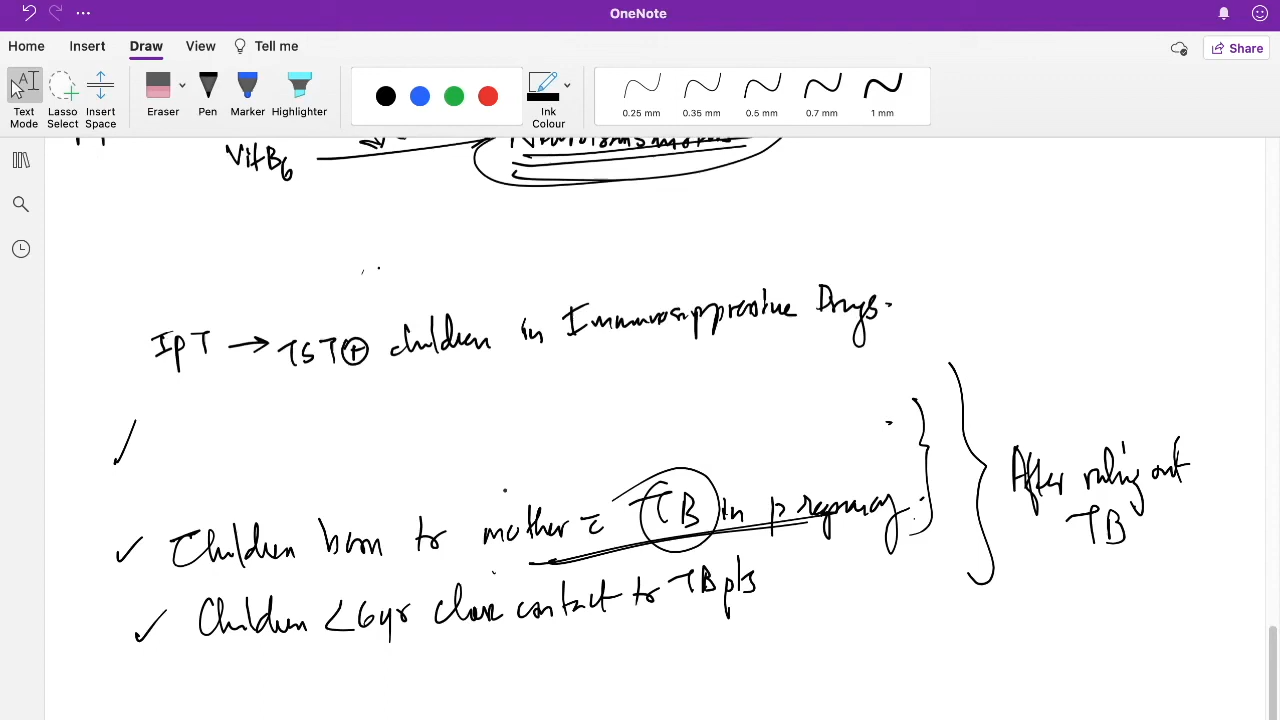 OneNote
Home Insert Draw View Tell me Share
Text Mode Lasso Select Insert Space Eraser Pen Marker Highlighter Ink Colour 0.25 mm 0.35 mm 0.5 mm 0.7 mm 1 mm
VitB6
IpT → TST⊕ children in Immunosuppressive Drugs.
Children born to mother c̄ TB in pregnancy.
Children <6yr close contact to TB pts
After ruling out
TB